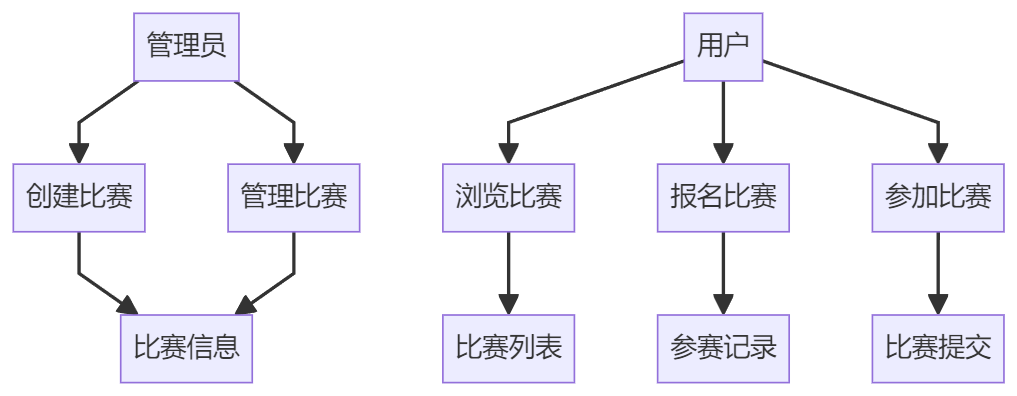 管理员
用户
创建比赛
管理比赛
浏览比赛
报名比赛
参加比赛
比赛信息
比赛列表
参赛记录
比赛提交